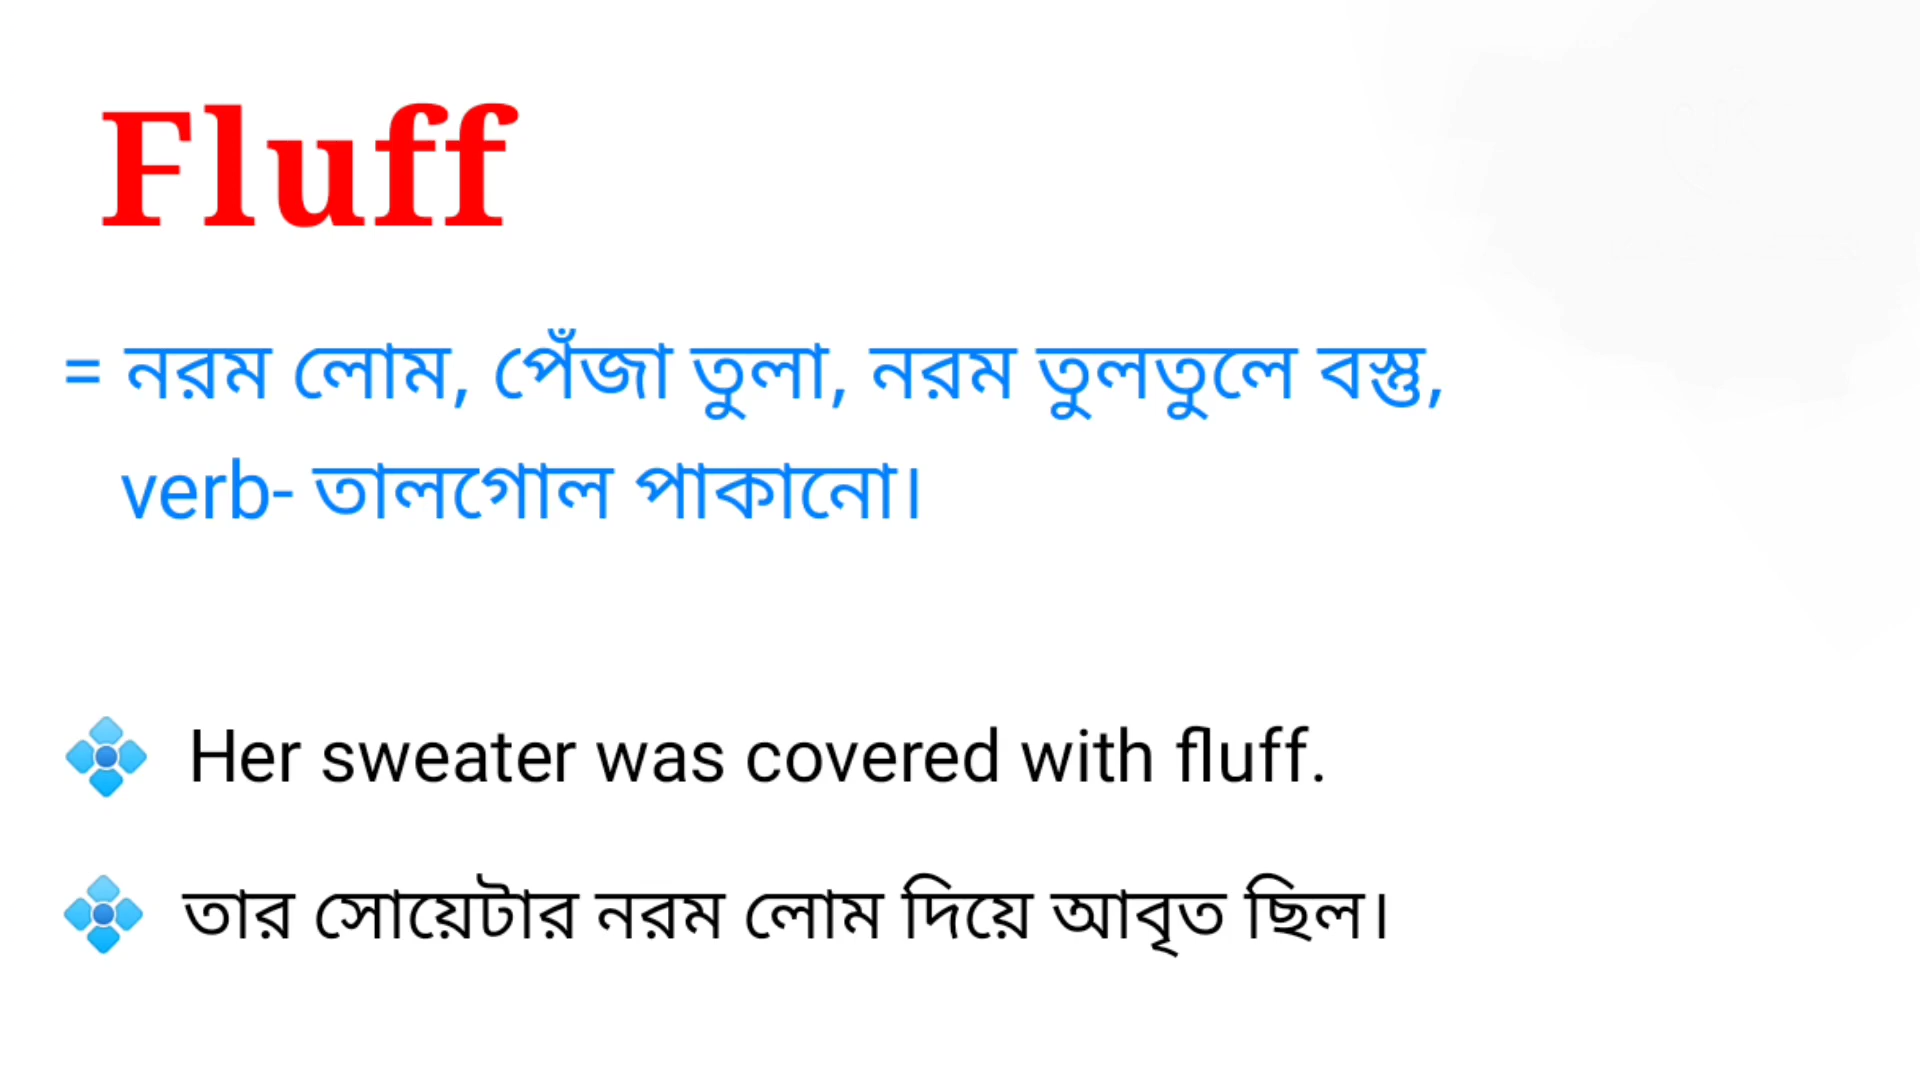 Fluff
= নরম লোম, পেঁজা তুলা, নরম তুলতুলে বস্তু,
verb- তালগোল পাকানো।
Her sweater was covered with fluff.
তার সোয়েটার নরম লোম দিয়ে আবৃত ছিল।